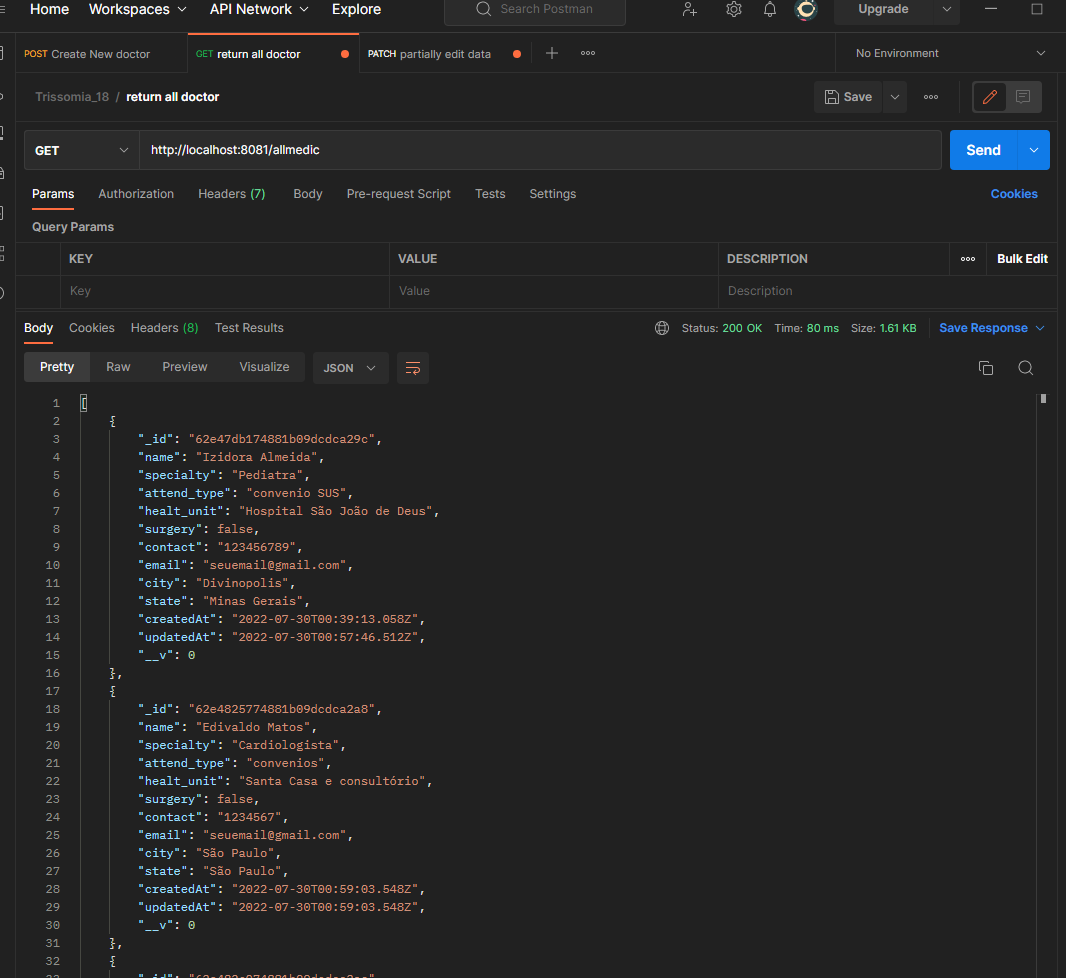 Home Workspaces API Network Explore Search Postman Upgrade
POST Create New doctor GET return all doctor PATCH partially edit data No Environment
Trissomia_18 / return all doctor Save
GET http://localhost:8081/allmedic Send
Params Authorization Headers (7) Body Pre-request Script Tests Settings Cookies
Query Params
KEY VALUE DESCRIPTION Bulk Edit
Key Value Description
Body Cookies Headers (8) Test Results Status: 200 OK Time: 80 ms Size: 1.61 KB Save Response
Pretty Raw Preview Visualize JSON
1 [
2 {
3 "_id": "62e47db174881b09dcdca29c",
4 "name": "Izidora Almeida",
5 "specialty": "Pediatra",
6 "attend_type": "convenio SUS",
7 "healt_unit": "Hospital São João de Deus",
8 "surgery": false,
9 "contact": "123456789",
10 "email": "seuemail@gmail.com",
11 "city": "Divinopolis",
12 "state": "Minas Gerais",
13 "createdAt": "2022-07-30T00:39:13.058Z",
14 "updatedAt": "2022-07-30T00:57:46.512Z",
15 "__v": 0
16 },
17 {
18 "_id": "62e4825774881b09dcdca2a8",
19 "name": "Edivaldo Matos",
20 "specialty": "Cardiologista",
21 "attend_type": "convenios",
22 "healt_unit": "Santa Casa e consultório",
23 "surgery": false,
24 "contact": "1234567",
25 "email": "seuemail@gmail.com",
26 "city": "São Paulo",
27 "state": "São Paulo",
28 "createdAt": "2022-07-30T00:59:03.548Z",
29 "updatedAt": "2022-07-30T00:59:03.548Z",
30 "__v": 0
31 },
32 {